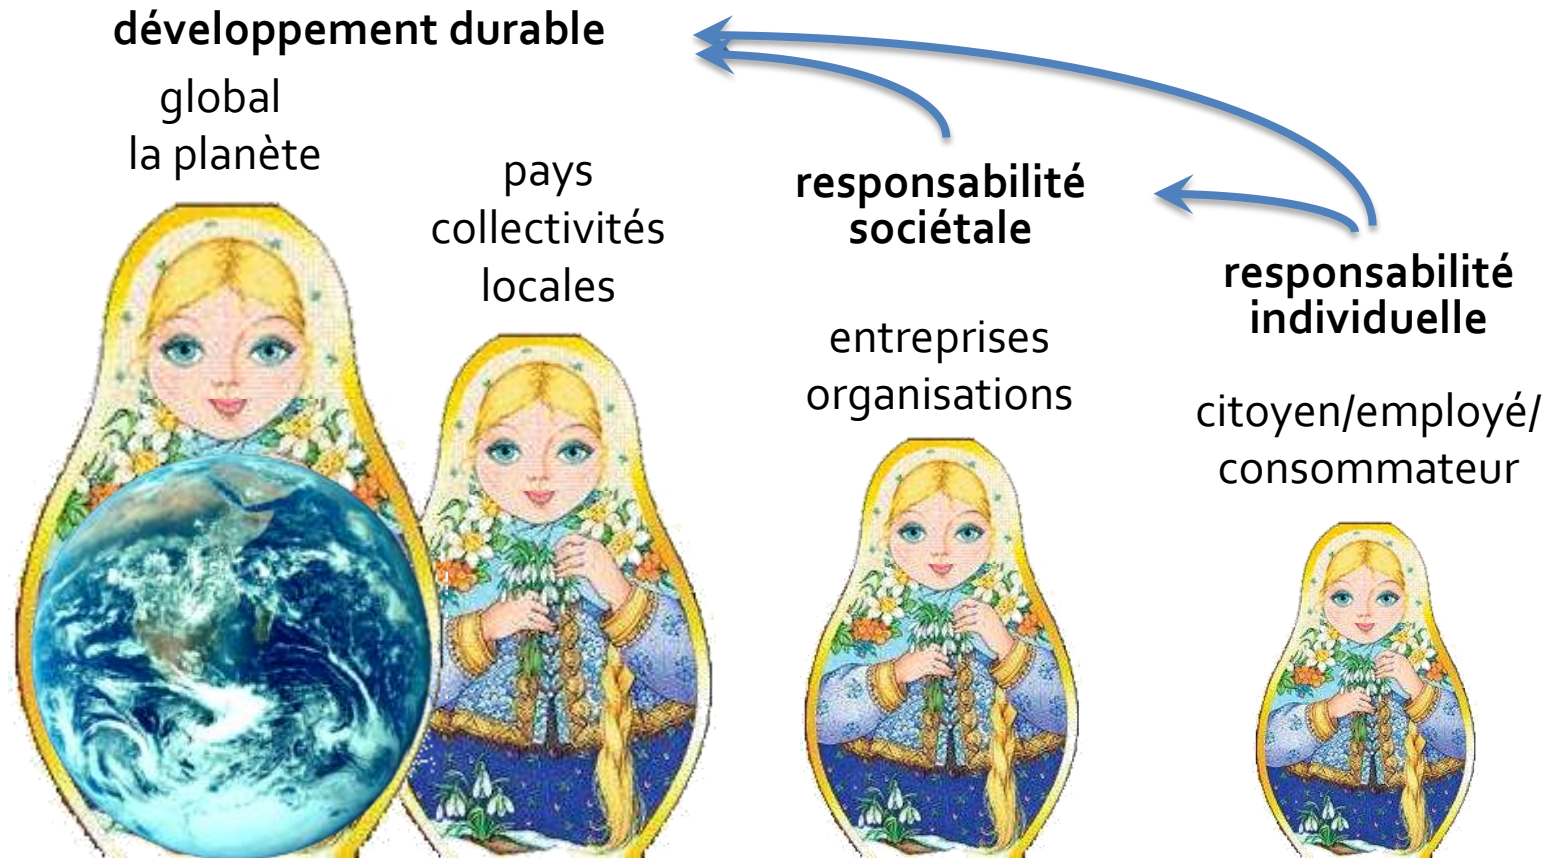 développement durable
global
la planète
pays
collectivités
locales
responsabilité
sociétale
entreprises
organisations
responsabilité
individuelle
citoyen/employé/
consommateur